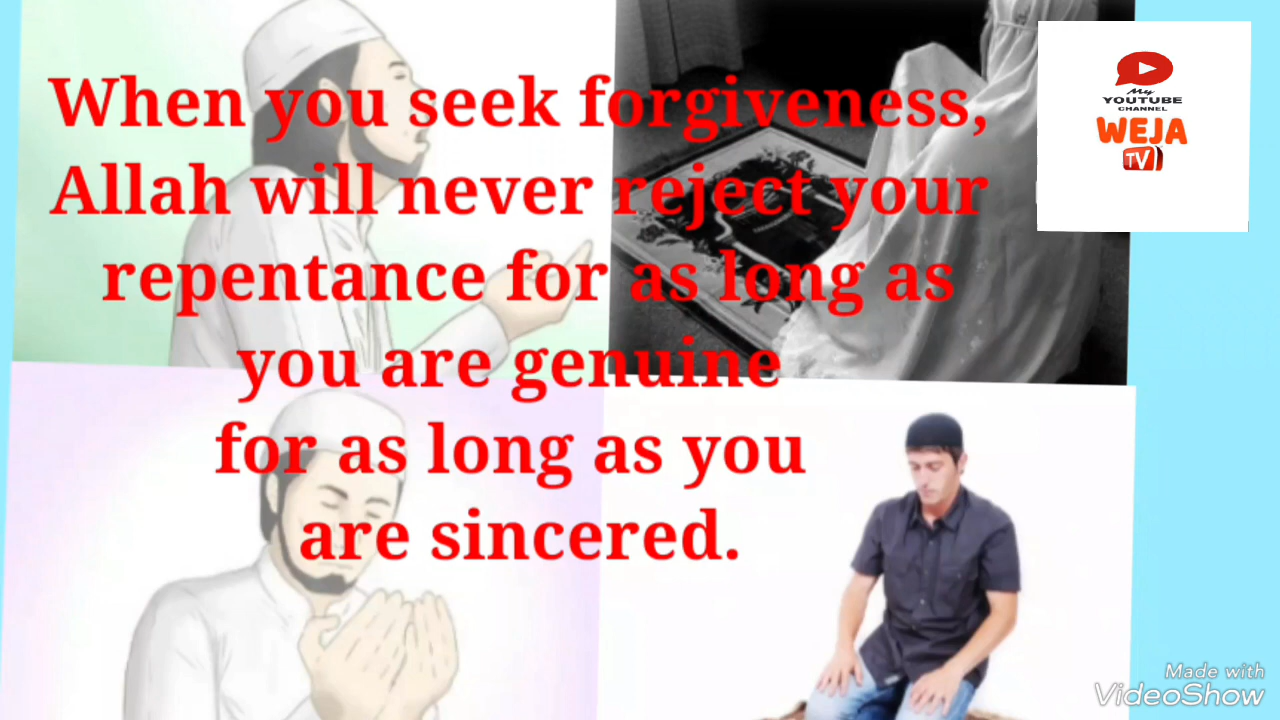 When you seek forgiveness,
Allah will never reject your
repentance for as long as
you are genuine
for as long as you
are sincered.
My
YOUTUBE
CHANNEL
WEJA
TV
Made with
VideoShow